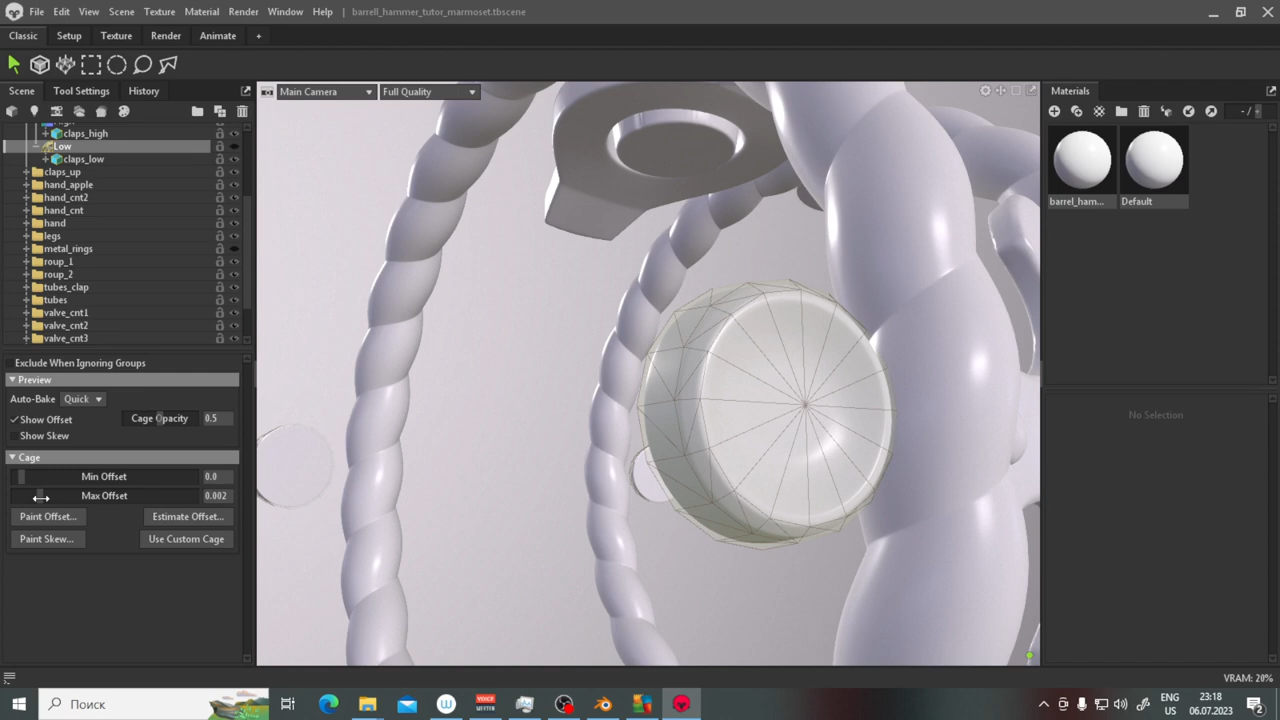 File Edit View Scene Texture Material Render Window Help barrell_hammer_tutor_marmoset.tbscene
Classic Setup Texture Render Animate +
Scene Tool Settings History
Main Camera Full Quality
Materials
claps_high
Low
claps_low
claps_up
hand_apple
hand_cnt2
hand_cnt
hand
legs
metal_rings
roup_1
roup_2
tubes_clap
tubes
valve_cnt1
valve_cnt2
valve_cnt3
barrel_ham... Default
Exclude When Ignoring Groups
Preview
Auto-Bake Quick
Show Offset Cage Opacity 0.5
Show Skew
Cage
Min Offset 0.0
Max Offset 0.002
Paint Offset... Estimate Offset...
Paint Skew... Use Custom Cage
No Selection
VRAM: 20%
Поиск
VOICE
MEETER
ENG
US
23:18
06.07.2023
2